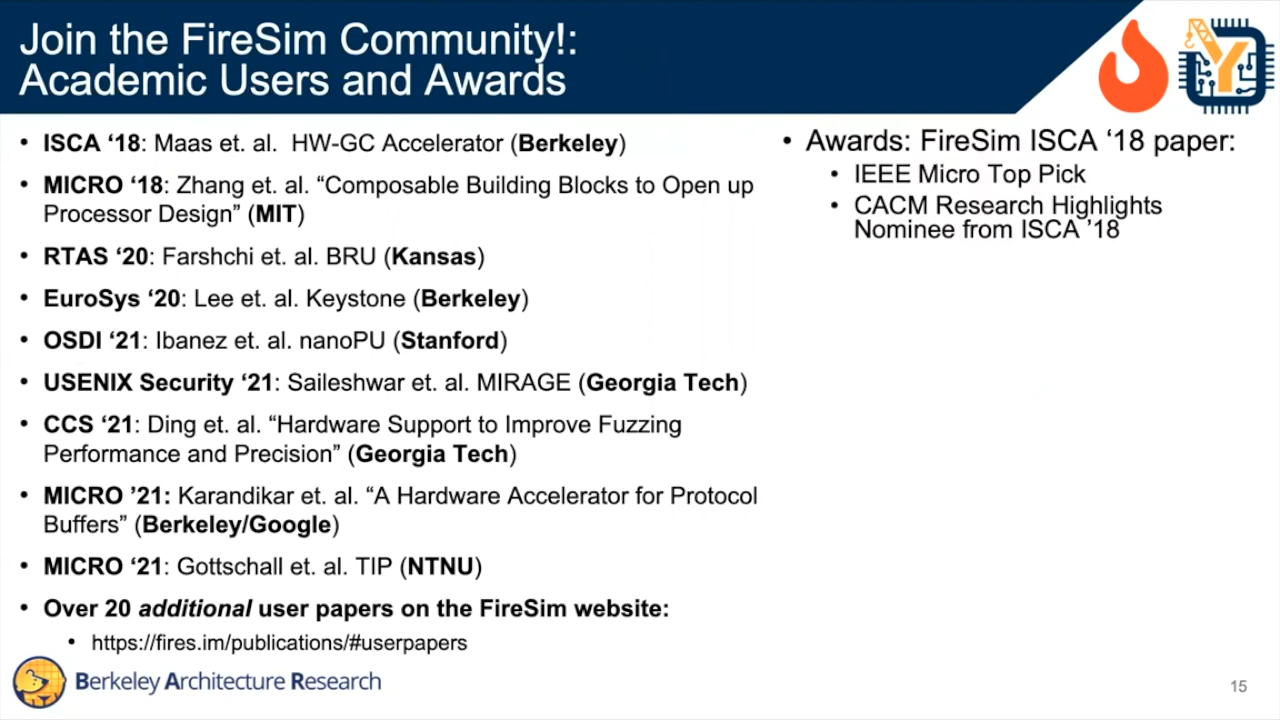 Join the FireSim Community!:
Academic Users and Awards
• ISCA ‘18: Maas et. al.  HW-GC Accelerator (Berkeley)
• MICRO ‘18: Zhang et. al. “Composable Building Blocks to Open up
Processor Design” (MIT)
• RTAS ‘20: Farshchi et. al. BRU (Kansas)
• EuroSys ‘20: Lee et. al. Keystone (Berkeley)
• OSDI ‘21: Ibanez et. al. nanoPU (Stanford)
• USENIX Security ‘21: Saileshwar et. al. MIRAGE (Georgia Tech)
• CCS ‘21: Ding et. al. “Hardware Support to Improve Fuzzing
Performance and Precision” (Georgia Tech)
• MICRO ’21: Karandikar et. al. “A Hardware Accelerator for Protocol
Buffers” (Berkeley/Google)
• MICRO ‘21: Gottschall et. al. TIP (NTNU)
• Over 20 additional user papers on the FireSim website:
• https://fires.im/publications/#userpapers
• Awards: FireSim ISCA ‘18 paper:
• IEEE Micro Top Pick
• CACM Research Highlights
Nominee from ISCA ’18
Berkeley Architecture Research
15